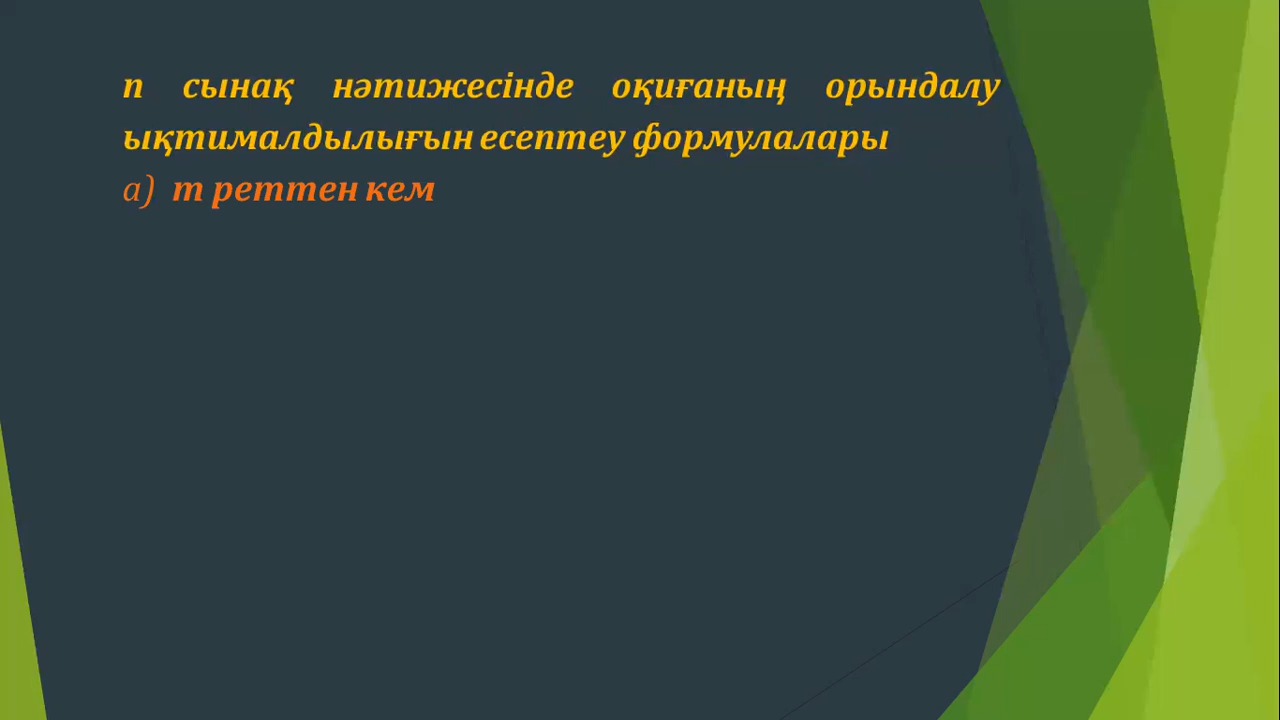 п сынақ нәтижесінде оқиғаның орындалу
ықтималдылығын есептеу формулалары
а) т реттен кем